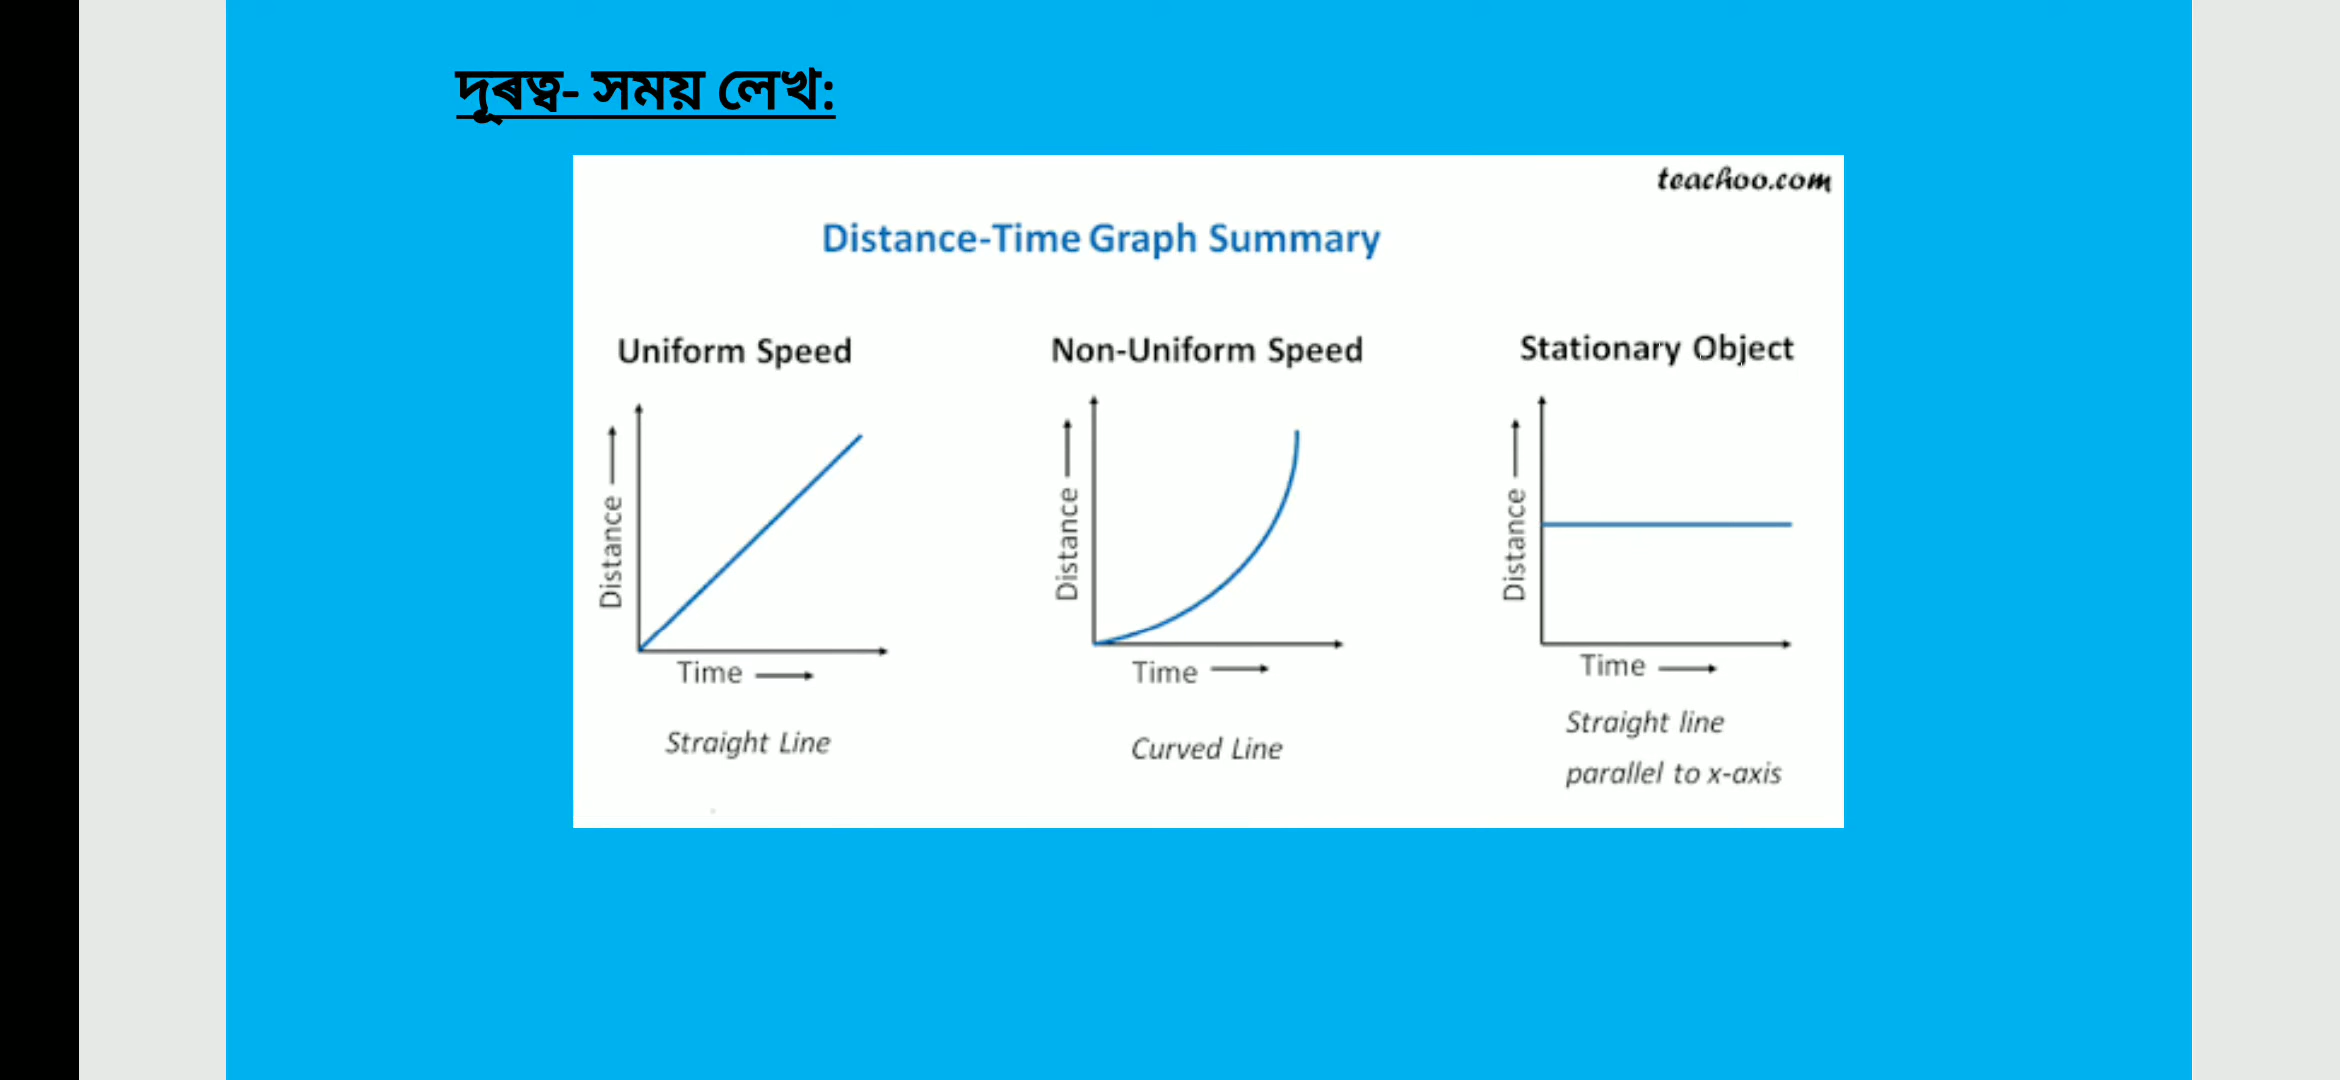 দূৰত্ব- সময় লেখ:
teachoo.com
Distance-Time Graph Summary
Uniform Speed
Non-Uniform Speed
Stationary Object
Distance
Time
Straight Line
Distance
Time
Curved Line
Distance
Time
Straight line
parallel to x-axis